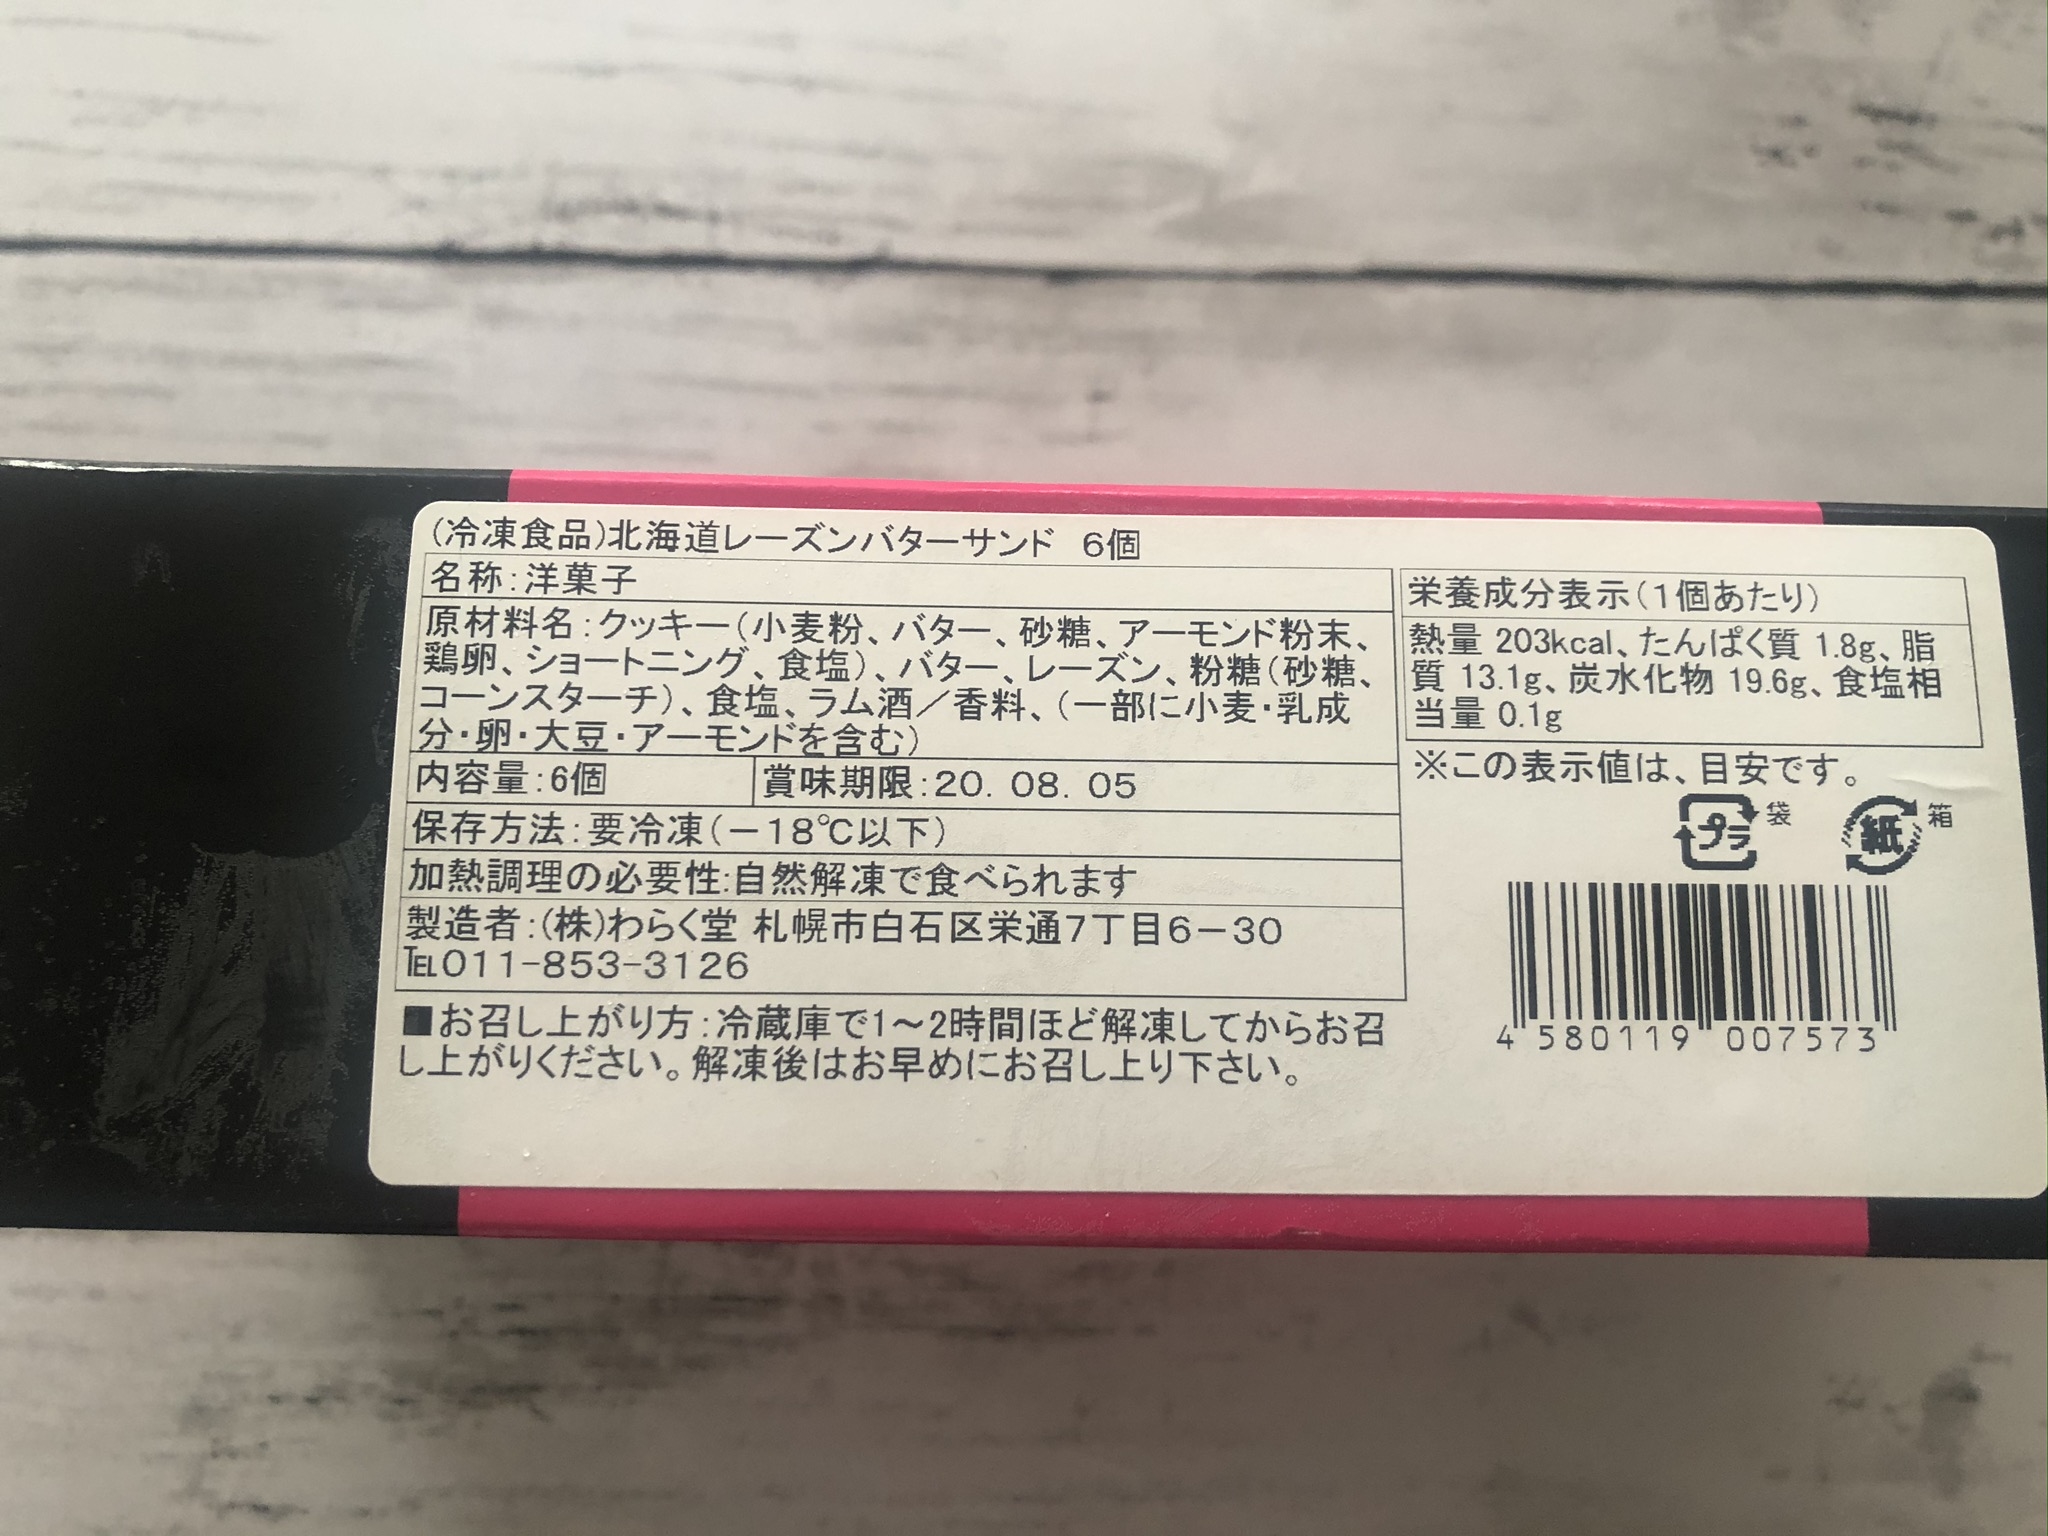 (冷凍食品)北海道レーズンバターサンド 6個
名称:洋菓子
原材料名:クッキー(小麦粉、バター、砂糖、アーモンド粉末、
鶏卵、ショートニング、食塩)、バター、レーズン、粉糖(砂糖、
コーンスターチ)、食塩、ラム酒/香料、(一部に小麦・乳成
分・卵・大豆・アーモンドを含む)
内容量:6個 賞味期限:20. 08. 05
保存方法:要冷凍(-18℃以下)
加熱調理の必要性:自然解凍で食べられます
製造者:(株)わらく堂 札幌市白石区栄通7丁目6-30
℡011-853-3126
■お召し上がり方:冷蔵庫で1~2時間ほど解凍してからお召
し上がりください。解凍後はお早めにお召し上り下さい。
栄養成分表示(1個あたり)
熱量 203kcal、たんぱく質 1.8g、脂
質 13.1g、炭水化物 19.6g、食塩相
当量 0.1g
※この表示値は、目安です。
プラ 袋 紙 箱
4 580119 007573